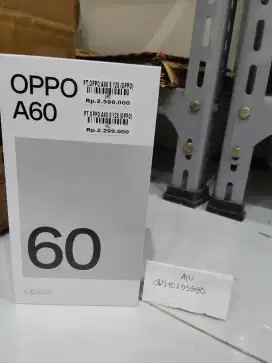 OPPO
A60
PT.OPPO A60 8.128 (OPPO)
Rp.2.599.000
PT.OPPO A60 8.128 (OPPO)
Rp.2.299.000
60
oppo